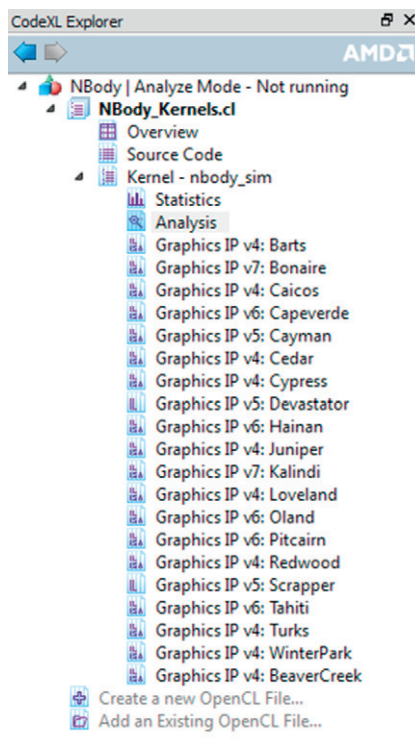 CodeXL Explorer
AMD
NBody | Analyze Mode - Not running
NBody_Kernels.cl
Overview
Source Code
Kernel - nbody_sim
Statistics
Analysis
Graphics IP v4: Barts
Graphics IP v7: Bonaire
Graphics IP v4: Caicos
Graphics IP v6: Capeverde
Graphics IP v5: Cayman
Graphics IP v4: Cedar
Graphics IP v4: Cypress
Graphics IP v5: Devastator
Graphics IP v6: Hainan
Graphics IP v4: Juniper
Graphics IP v7: Kalindi
Graphics IP v4: Loveland
Graphics IP v6: Oland
Graphics IP v6: Pitcairn
Graphics IP v4: Redwood
Graphics IP v5: Scrapper
Graphics IP v6: Tahiti
Graphics IP v4: Turks
Graphics IP v4: WinterPark
Graphics IP v4: BeaverCreek
Create a new OpenCL File...
Add an Existing OpenCL File...